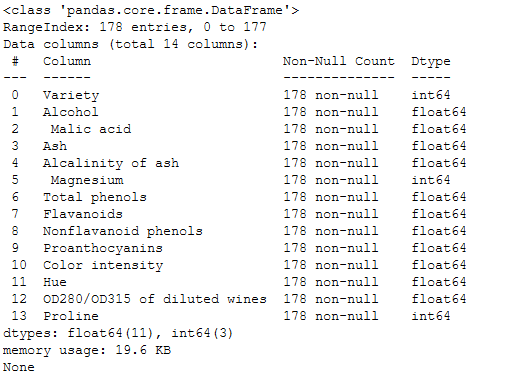 <class 'pandas.core.frame.DataFrame'>
RangeIndex: 178 entries, 0 to 177
Data columns (total 14 columns):
 #   Column                        Non-Null Count  Dtype
---  ------                        --------------  -----
 0   Variety                       178 non-null    int64
 1   Alcohol                       178 non-null    float64
 2    Malic acid                   178 non-null    float64
 3   Ash                           178 non-null    float64
 4   Alcalinity of ash             178 non-null    float64
 5    Magnesium                    178 non-null    int64
 6   Total phenols                 178 non-null    float64
 7   Flavanoids                    178 non-null    float64
 8   Nonflavanoid phenols          178 non-null    float64
 9   Proanthocyanins               178 non-null    float64
 10  Color intensity               178 non-null    float64
 11  Hue                           178 non-null    float64
 12  OD280/OD315 of diluted wines  178 non-null    float64
 13  Proline                       178 non-null    int64
dtypes: float64(11), int64(3)
memory usage: 19.6 KB
None